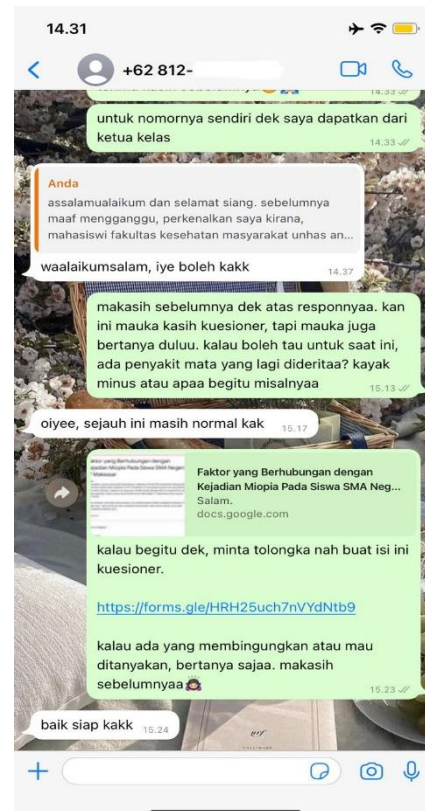 14.31
+62 812-
14.33
untuk nomornya sendiri dek saya dapatkan dari
ketua kelas
14.33
Anda
assalamualaikum dan selamat siang. sebelumnya
maaf mengganggu, perkenalkan saya kirana,
mahasiswi fakultas kesehatan masyarakat unhas an...
waalaikumsalam, iye boleh kakk
14.37
makasih sebelumnya dek atas responnyaa. kan
ini mauka kasih kuesioner, tapi mauka juga
bertanya duluu. kalau boleh tau untuk saat ini,
ada penyakit mata yang lagi dideritaa? kayak
minus atau apaa begitu misalnyaa
15.13
oiyee, sejauh ini masih normal kak
15.17
Faktor yang Berhubungan dengan
Kejadian Miopia Pada Siswa SMA Neg...
Salam.
docs.google.com
kalau begitu dek, minta tolongka nah buat isi ini
kuesioner.
https://forms.gle/HRH25uch7nVYdNtb9
kalau ada yang membingungkan atau mau
ditanyakan, bertanya sajaa. makasih
sebelumnyaa
15.23
baik siap kakk
15.24